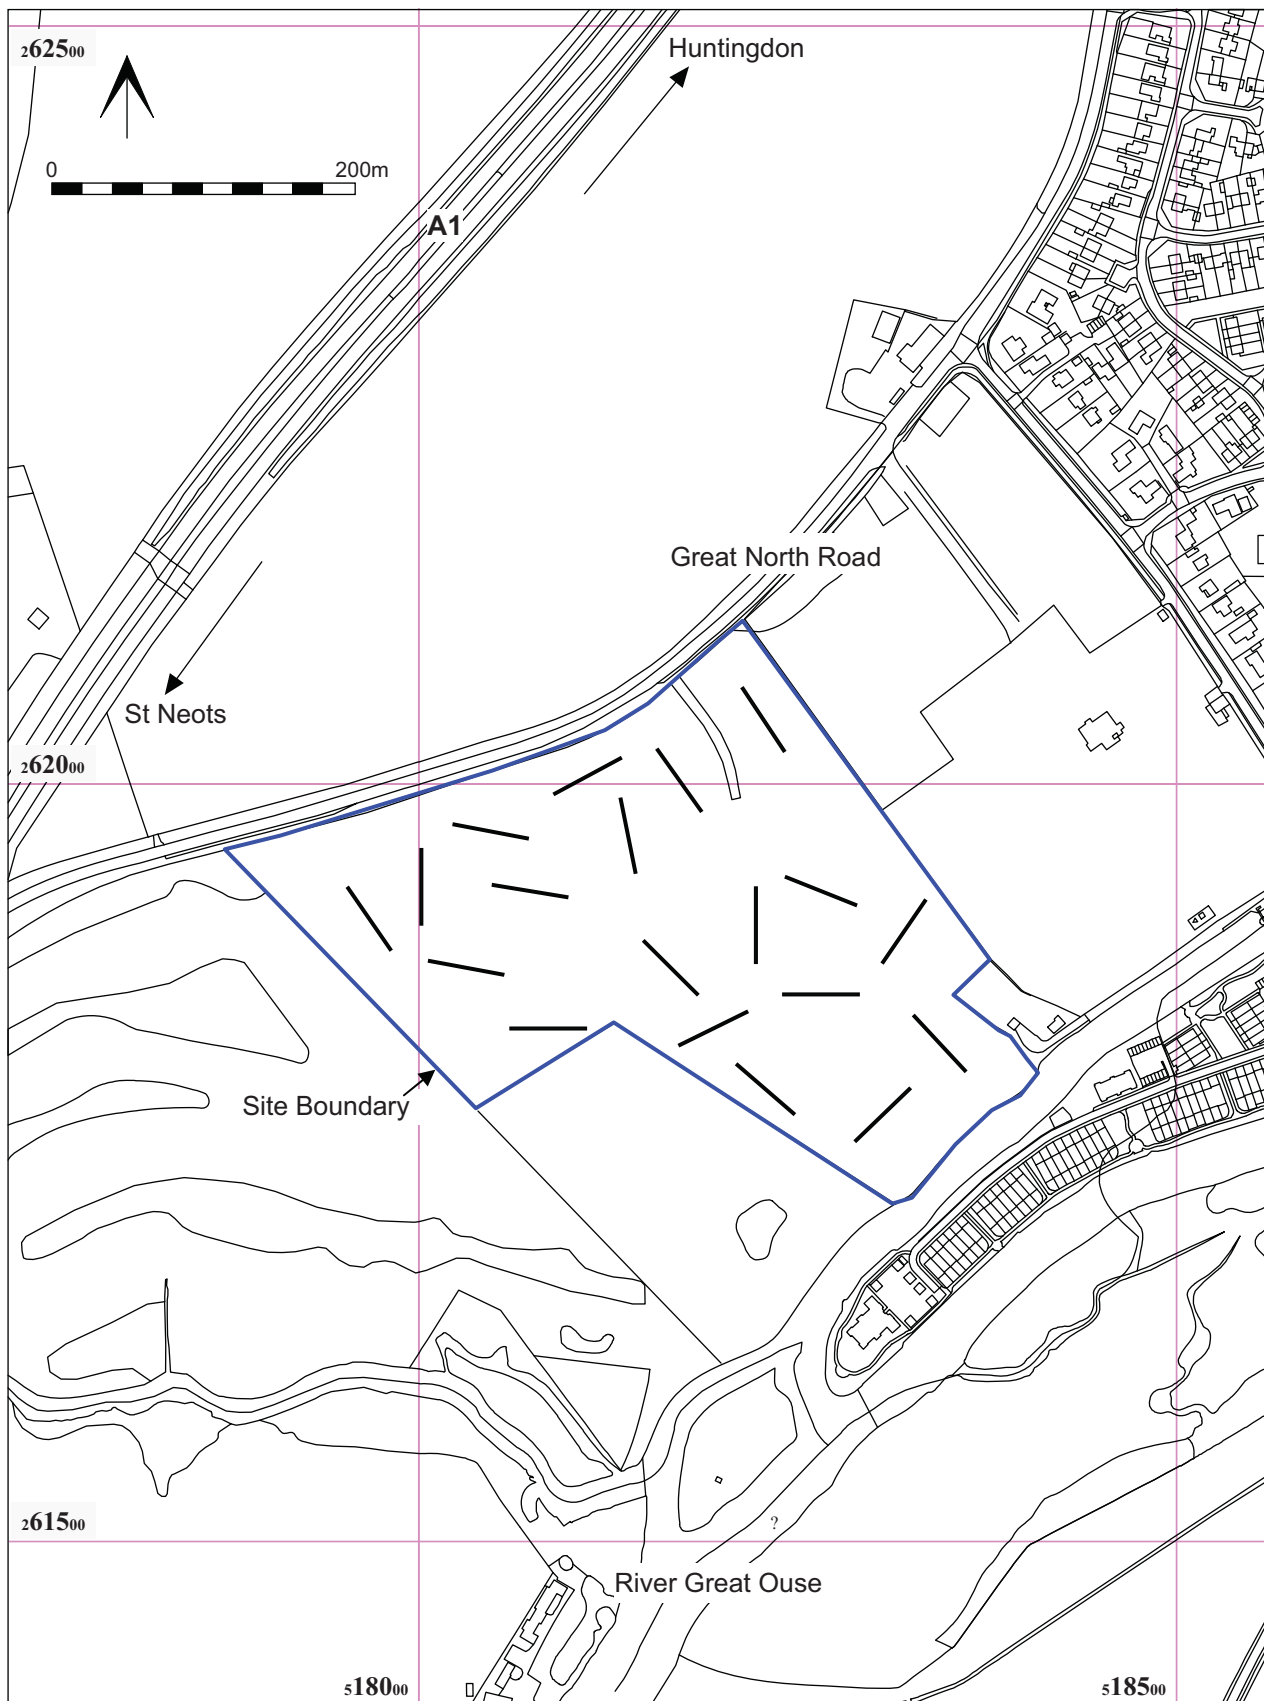 262500
Huntingdon
0 200m
A1
Great North Road
St Neots
262000
Site Boundary
261500
?
River Great Ouse
518000
518500